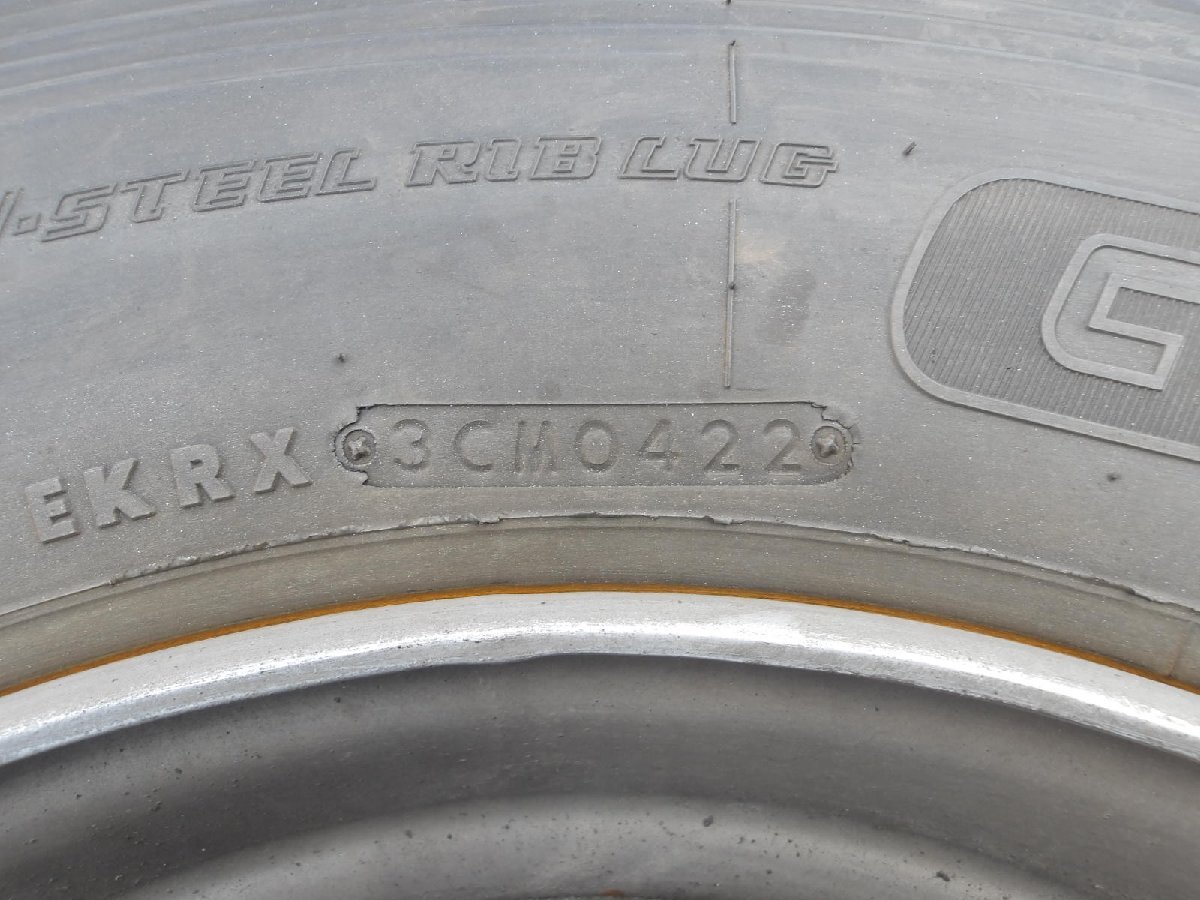 -STEEL RIB LUG
G
EKRX 3CM0422